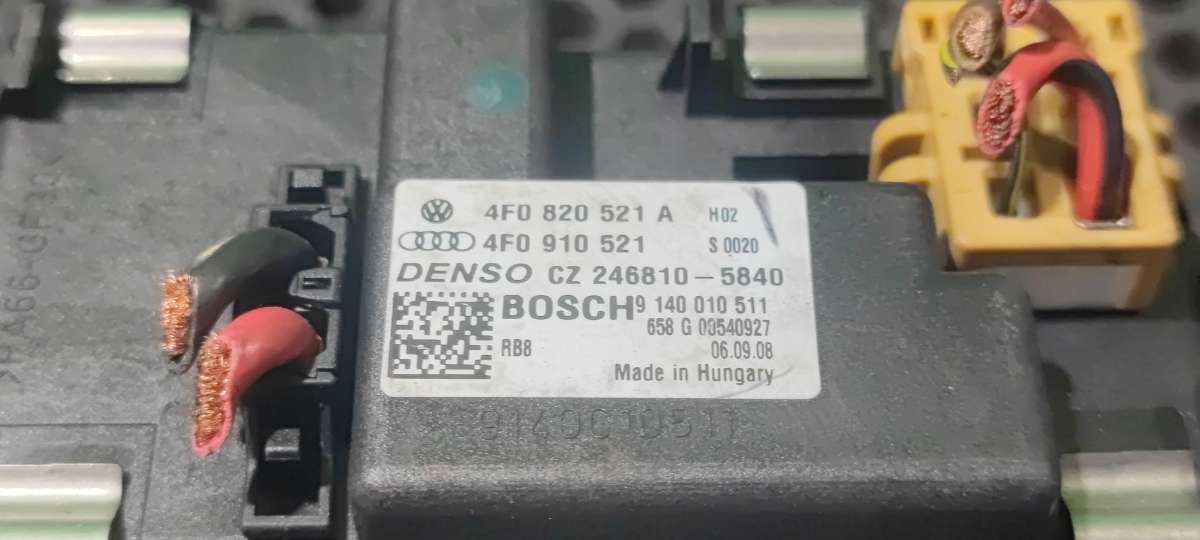 4F0 820 521 A H02
4F0 910 521 S 0020
DENSO CZ 246810-5840
BOSCH 9 140 010 511
658 G 00540927
RB8 06.09.08
Made in Hungary
9140010511